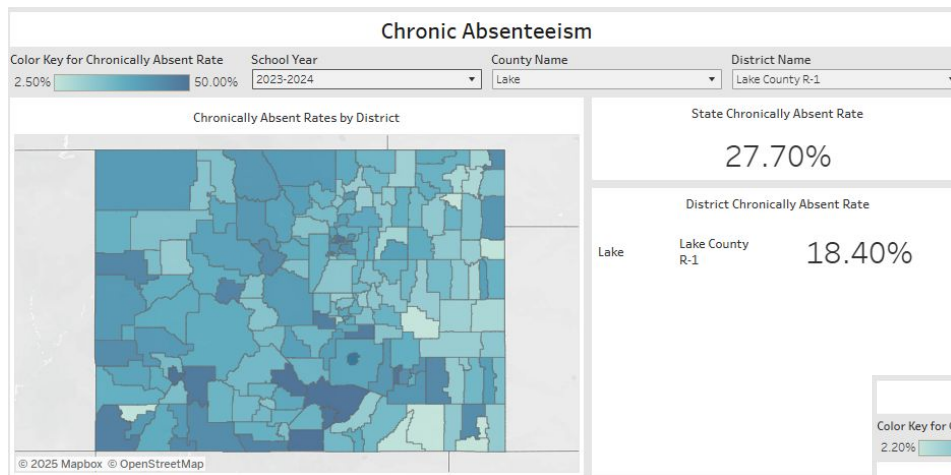 Chronic Absenteeism
Color Key for Chronically Absent Rate
2.50%
50.00%
School Year
2023-2024
County Name
Lake
District Name
Lake County R-1
Chronically Absent Rates by District
© 2025 Mapbox © OpenStreetMap
State Chronically Absent Rate
27.70%
District Chronically Absent Rate
Lake
Lake County
R-1
18.40%
Color Key for
2.20%